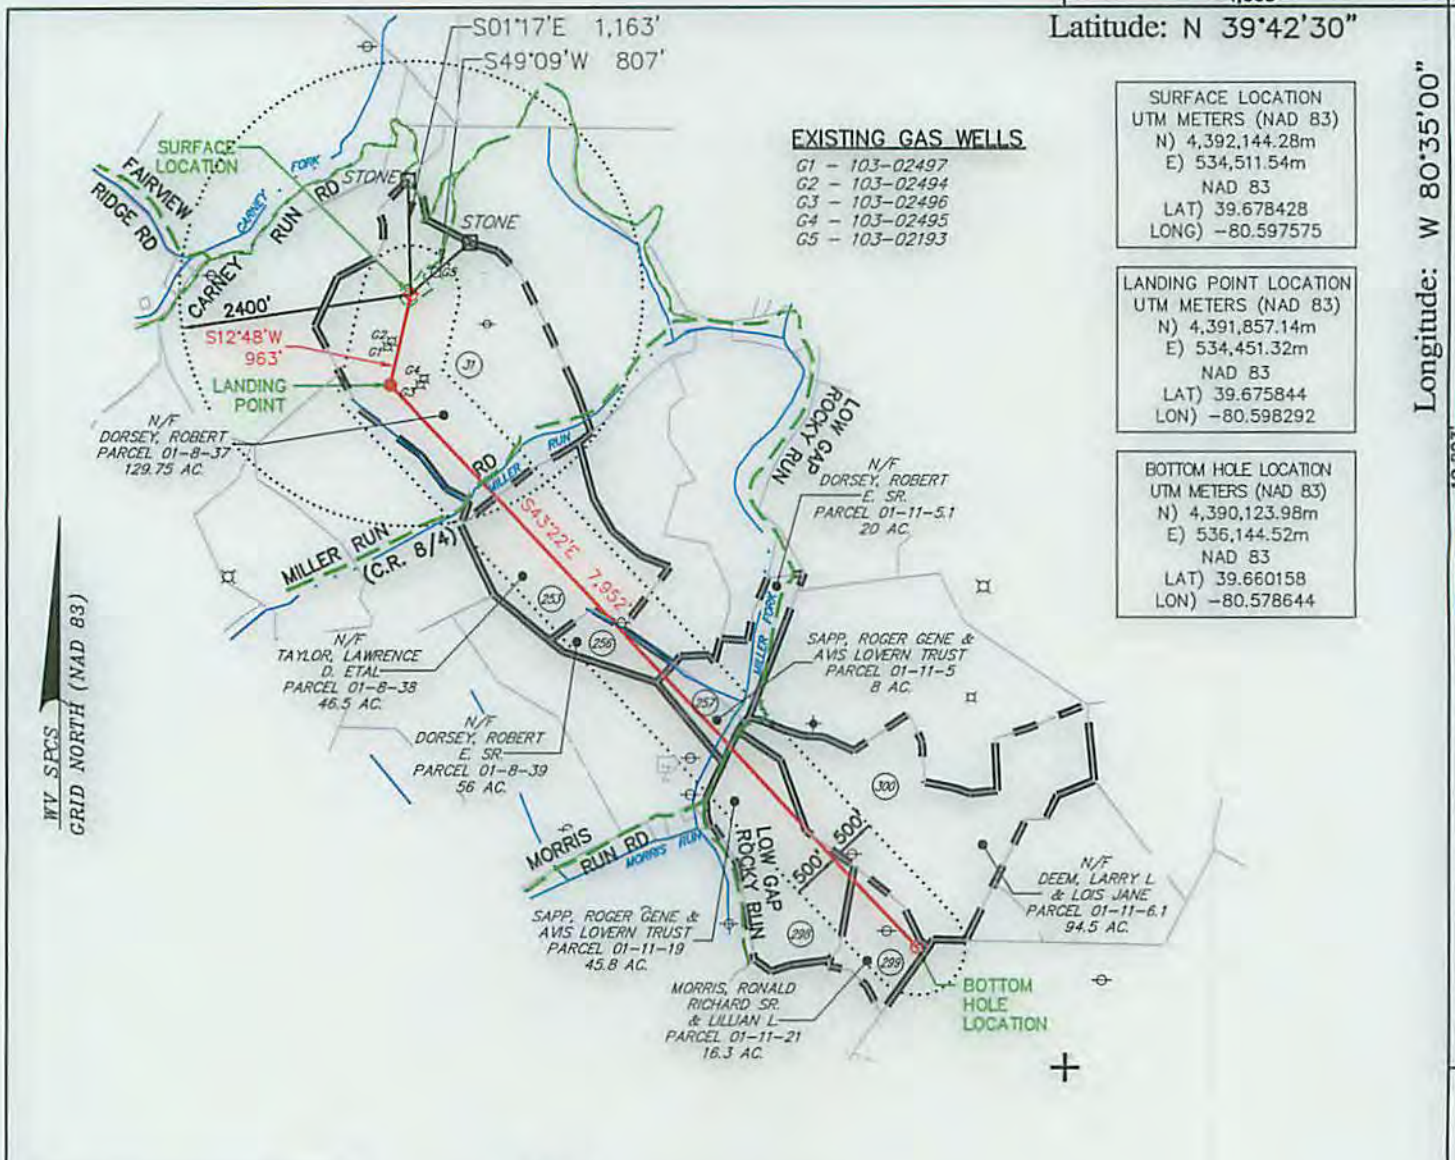 Latitude: N 39°42'30"
Longitude: W 80°35'00"
S01°17'E 1,163'
S49°09'W 807'
SURFACE LOCATION
UTM METERS (NAD 83)
N) 4,392,144.28m
E) 534,511.54m
NAD 83
LAT) 39.678428
LONG) -80.597575
EXISTING GAS WELLS
G1 - 103-02497
G2 - 103-02494
G3 - 103-02496
G4 - 103-02495
G5 - 103-02193
LANDING POINT LOCATION
UTM METERS (NAD 83)
N) 4,391,857.14m
E) 534,451.32m
NAD 83
LAT) 39.675844
LON) -80.598292
BOTTOM HOLE LOCATION
UTM METERS (NAD 83)
N) 4,390,123.98m
E) 536,144.52m
NAD 83
LAT) 39.660158
LON) -80.578644
SURFACE
LOCATION
FAIRVIEW
RIDGE RD
CARNEY
FORK
CARNEY
RUN RD
STONE
STONE
G5
2400'
S12°48'W
963'
G2
G1
G4
G3
31
LANDING
POINT
N/F
DORSEY, ROBERT
PARCEL 01-8-37
129.75 AC.
MILLER RUN
RD
(C.R. 8/4)
MILLER
RUN
LOW GAP
ROCKY RUN
N/F
DORSEY, ROBERT
E. SR.
PARCEL 01-11-5.1
20 AC.
S43°22'E 7,952'
253
256
257
MILLER FORK
N/F
TAYLOR, LAWRENCE
D. ETAL
PARCEL 01-8-38
46.5 AC.
SAPP, ROGER GENE &
AVIS LOVERN TRUST
PARCEL 01-11-5
8 AC.
N/F
DORSEY, ROBERT
E. SR.
PARCEL 01-8-39
56 AC.
WV SPCS
GRID NORTH (NAD 83)
300
MORRIS
RUN RD
MORRIS RUN
LOW GAP
ROCKY RUN
500'
500'
N/F
DEEM, LARRY L
& LOIS JANE
PARCEL 01-11-6.1
94.5 AC.
SAPP, ROGER GENE &
AVIS LOVERN TRUST
PARCEL 01-11-19
45.8 AC.
298
299
MORRIS, RONALD
RICHARD SR.
& LILLIAN L
PARCEL 01-11-21
16.3 AC.
BOTTOM
HOLE
LOCATION